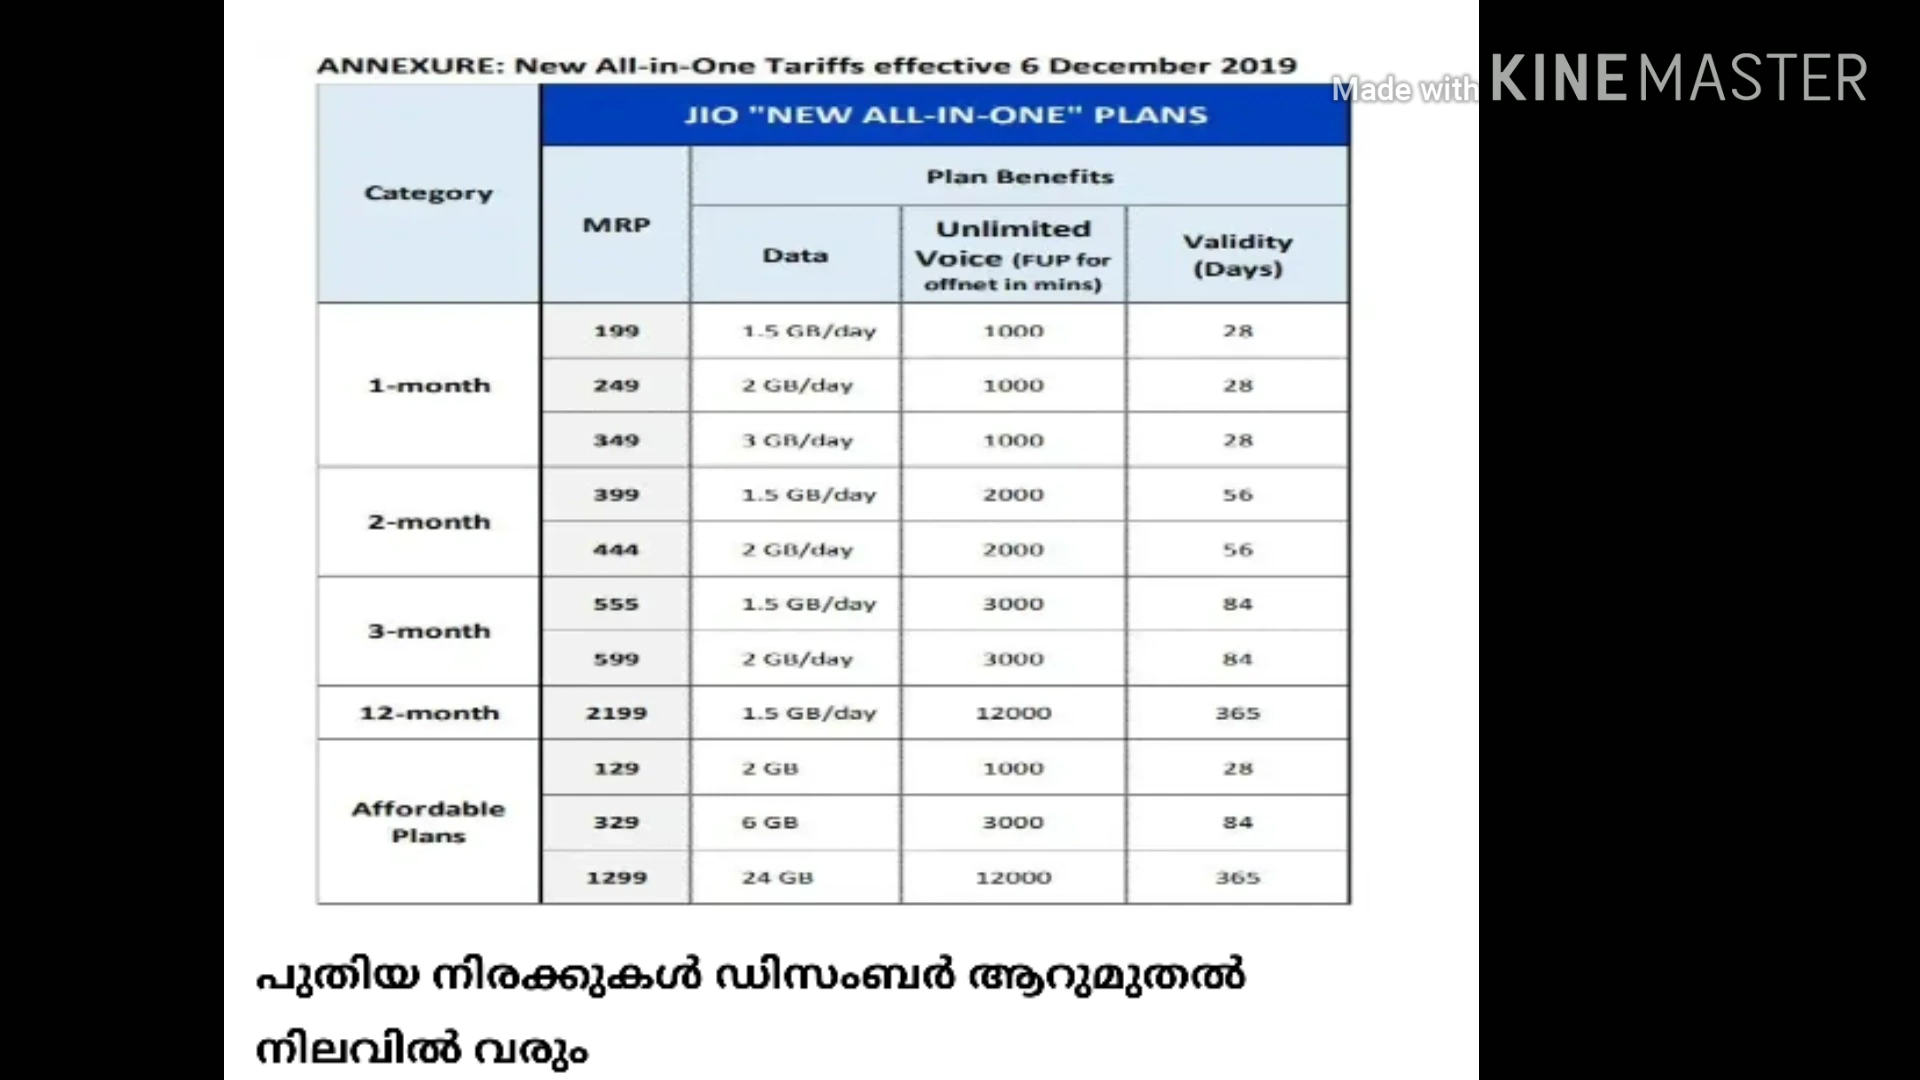 ANNEXURE: New All-in-One Tariffs effective 6 December 2019
Made with KINEMASTER
JIO "NEW ALL-IN-ONE" PLANS
Category
MRP
Plan Benefits
Data
Unlimited
Voice (FUP for
offnet in mins)
Validity
(Days)
1-month
199 1.5 GB/day 1000 28
249 2 GB/day 1000 28
349 3 GB/day 1000 28
2-month
399 1.5 GB/day 2000 56
444 2 GB/day 2000 56
3-month
555 1.5 GB/day 3000 84
599 2 GB/day 3000 84
12-month 2199 1.5 GB/day 12000 365
Affordable
Plans
129 2 GB 1000 28
329 6 GB 3000 84
1299 24 GB 12000 365
പുതിയ നിരക്കുകൾ ഡിസംബർ ആറുമുതൽ
നിലവിൽ വരും